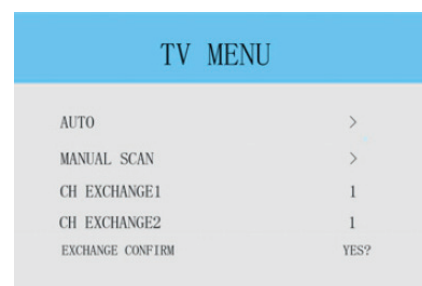 TV MENU
AUTO >
MANUAL SCAN >
CH EXCHANGE1 1
CH EXCHANGE2 1
EXCHANGE CONFIRM YES?